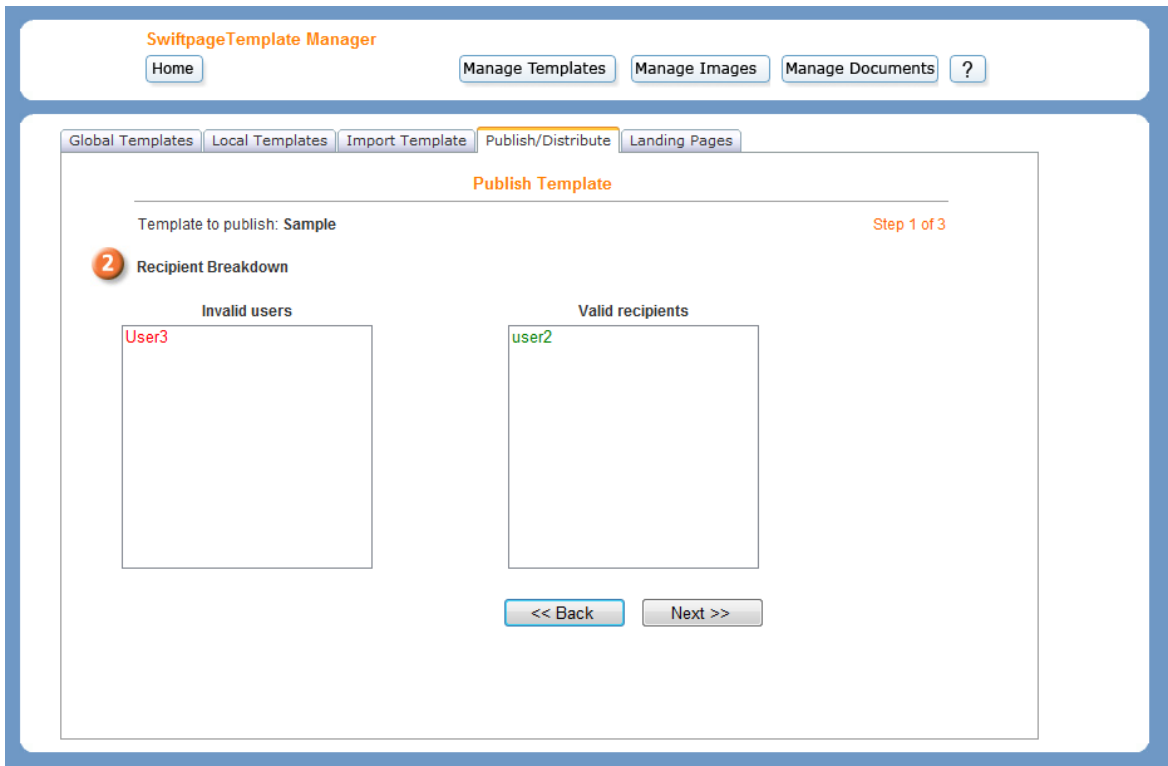 SwiftpageTemplate Manager
Home Manage Templates Manage Images Manage Documents ?
Global Templates Local Templates Import Template Publish/Distribute Landing Pages
Publish Template
Template to publish: Sample Step 1 of 3
2 Recipient Breakdown
Invalid users Valid recipients
User3 user2
<< Back Next >>